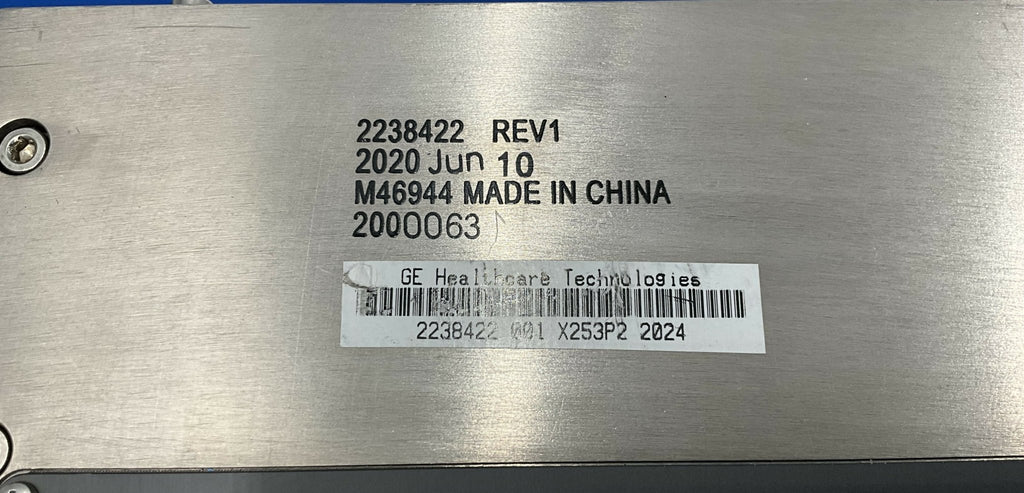 2238422 REV1
2020 Jun 10
M46944 MADE IN CHINA
2000063
GE Healthcare Technologies
2238422 001 X253P2 2024